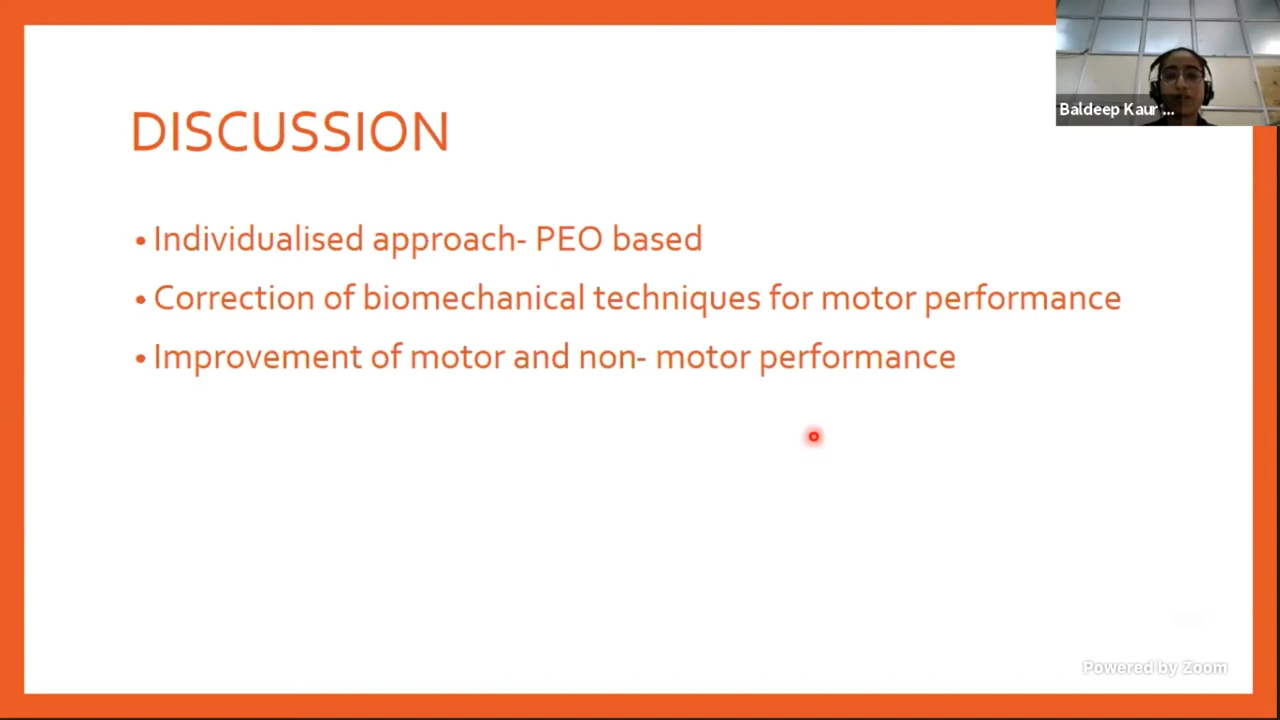 Baldeep Kaur ...
DISCUSSION
• Individualised approach- PEO based
• Correction of biomechanical techniques for motor performance
• Improvement of motor and non- motor performance
Powered by Zoom